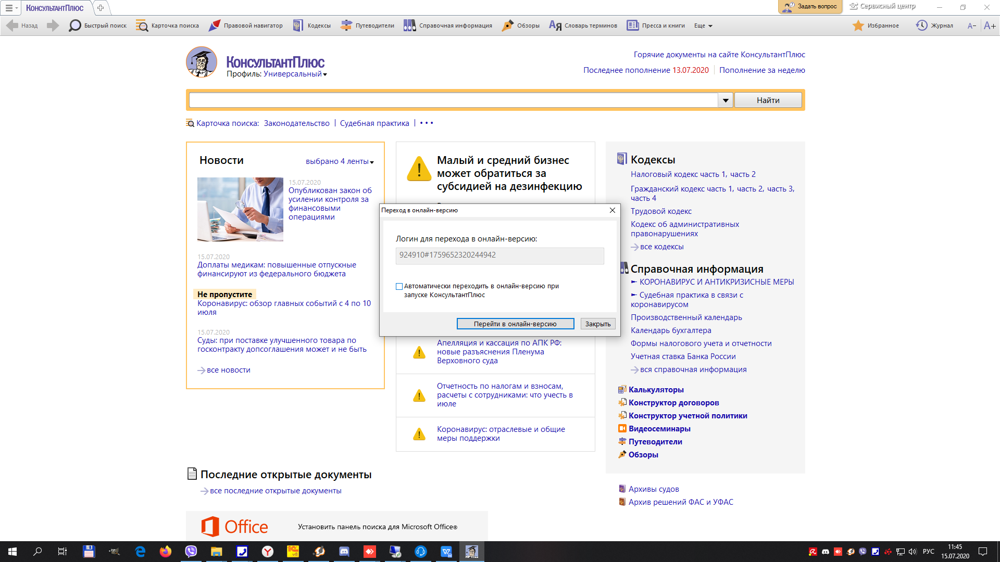 КонсультантПлюс
Задать вопрос
Сервисный центр
Назад
Быстрый поиск
Карточка поиска
Правовой навигатор
Кодексы
Путеводители
Справочная информация
Обзоры
Словарь терминов
Пресса и книги
Еще
Избранное
Журнал
А-
А+
КонсультантПлюс
Профиль: Универсальный
Горячие документы на сайте КонсультантПлюс
Последнее пополнение 13.07.2020
Пополнение за неделю
Найти
Карточка поиска: Законодательство | Судебная практика | • • •
Новости
выбрано 4 ленты
15.07.2020
Опубликован закон об
усилении контроля за
финансовыми
операциями
15.07.2020
Доплаты медикам: повышенные отпускные
финансируют из федерального бюджета
Не пропустите
Коронавирус: обзор главных событий с 4 по 10
июля
15.07.2020
Суды: при поставке улучшенного товара по
госконтракту допсоглашения может и не быть
все новости
Малый и средний бизнес
может обратиться за
субсидией на дезинфекцию
Переход в онлайн-версию
Логин для перехода в онлайн-версию:
924910#1759652320244942
Автоматически переходить в онлайн-версию при
запуске КонсультантПлюс
Перейти в онлайн-версию
Закрыть
Апелляция и кассация по АПК РФ:
новые разъяснения Пленума
Верховного суда
Отчетность по налогам и взносам,
расчеты с сотрудниками: что учесть в
июле
Коронавирус: отраслевые и общие
меры поддержки
Кодексы
Налоговый кодекс часть 1, часть 2
Гражданский кодекс часть 1, часть 2, часть 3,
часть 4
Трудовой кодекс
Кодекс об административных
правонарушениях
все кодексы
Справочная информация
КОРОНАВИРУС И АНТИКРИЗИСНЫЕ МЕРЫ
Судебная практика в связи с
коронавирусом
Производственный календарь
Календарь бухгалтера
Формы налогового учета и отчетности
Учетная ставка Банка России
вся справочная информация
Калькуляторы
Конструктор договоров
Конструктор учетной политики
Видеосеминары
Путеводители
Обзоры
Архивы судов
Архив решений ФАС и УФАС
Последние открытые документы
все последние открытые документы
Office
Установить панель поиска для Microsoft Office®
РУС
11:45
15.07.2020